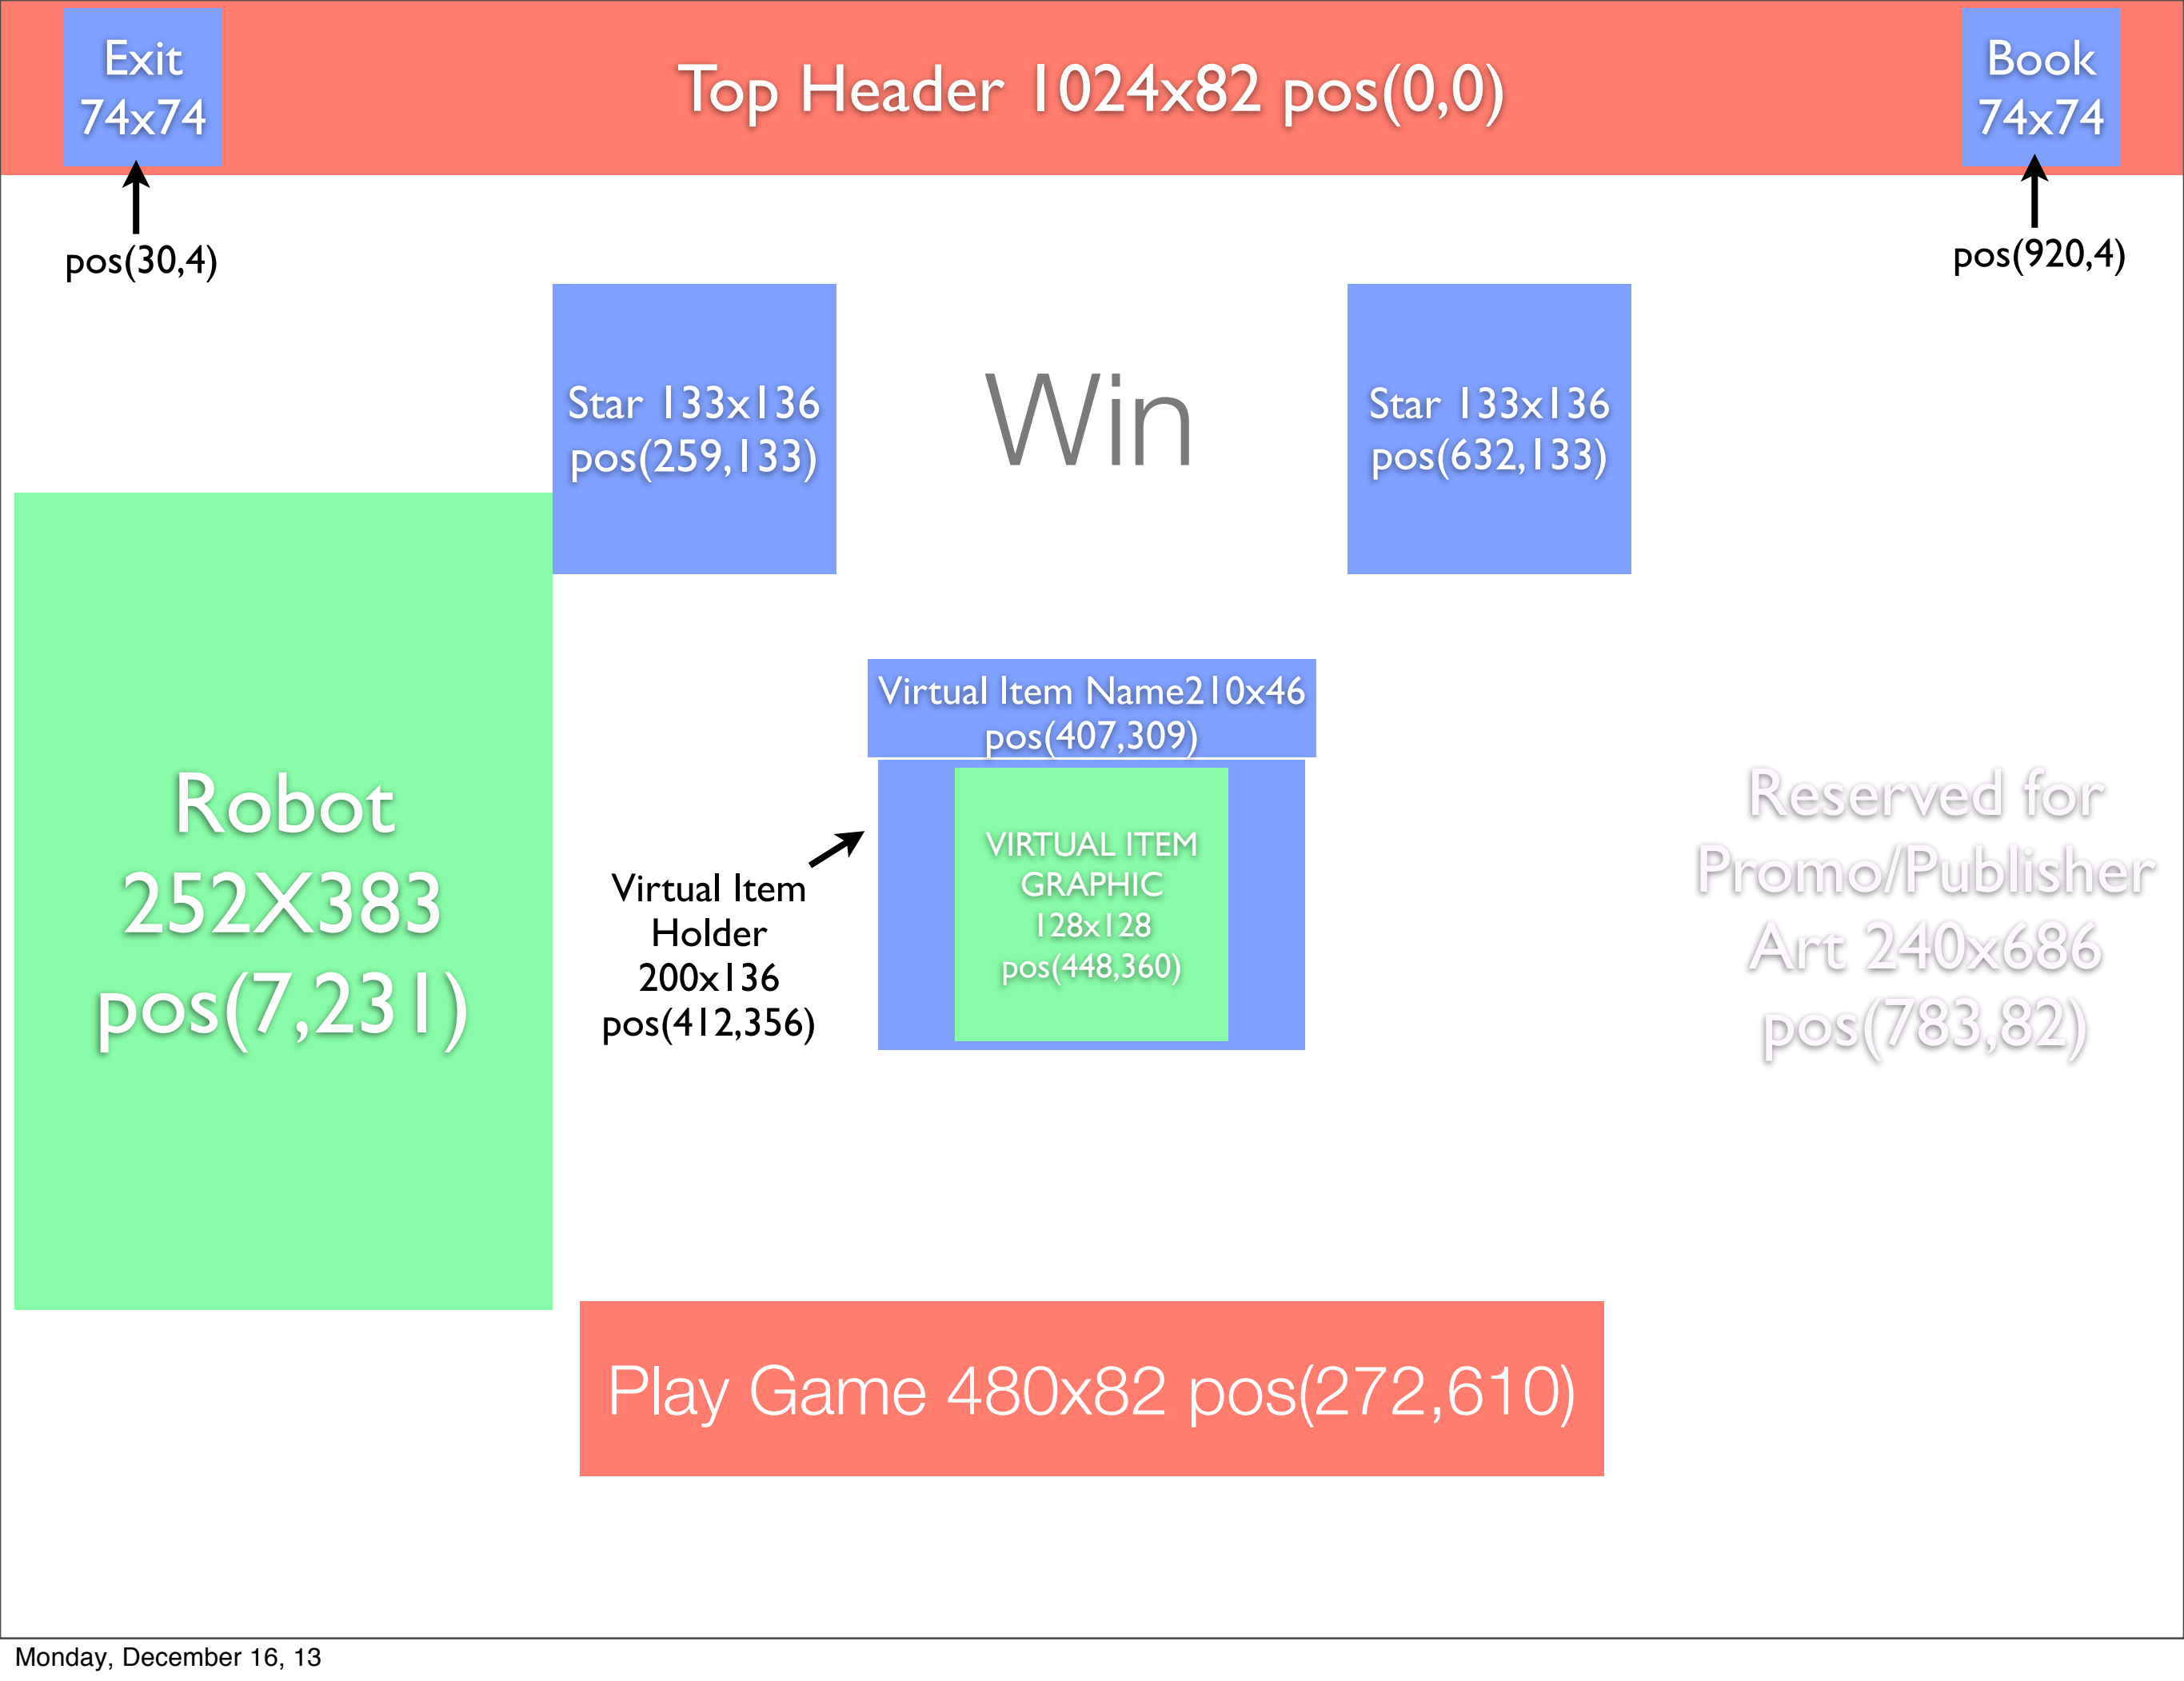 Exit
74x74
Top Header 1024x82 pos(0,0)
Book
74x74
pos(30,4)
pos(920,4)
Star 133x136
pos(259,133)
Win
Star 133x136
pos(632,133)
Virtual Item Name210x46
pos(407,309)
Robot
252X383
pos(7,231)
Virtual Item
Holder
200x136
pos(412,356)
VIRTUAL ITEM
GRAPHIC
128x128
pos(448,360)
Reserved for
Promo/Publisher
Art 240x686
pos(783,82)
Play Game 480x82 pos(272,610)
Monday, December 16, 13